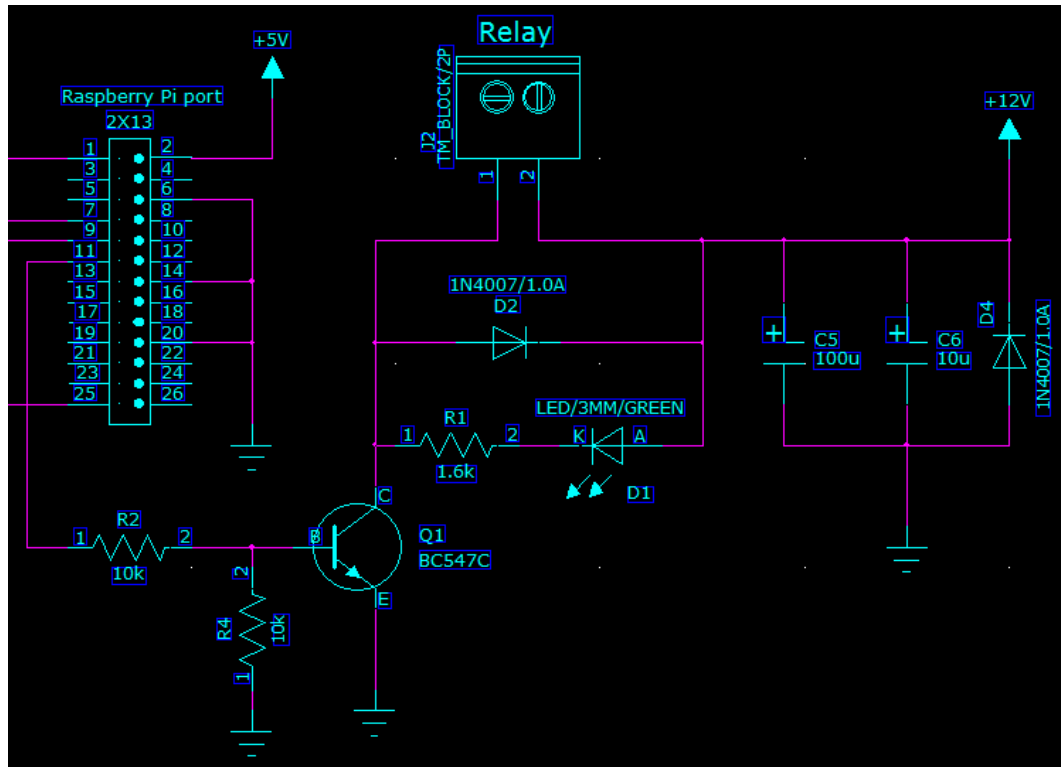 Relay
+5V
TM_BLOCK/2P
J2
1
2
Raspberry Pi port
2X13
+12V
1 2
3 4
5 6
7 8
9 10
11 12
13 14
15 16
17 18
19 20
21 22
23 24
25 26
1N4007/1.0A
D2
+ C5
100u
+ C6
10u
D4
1N4007/1.0A
LED/3MM/GREEN
R1
1 2
1.6k
K A
D1
C
R2
1 2
10k
B
Q1
BC547C
E
2
R4
10k
1